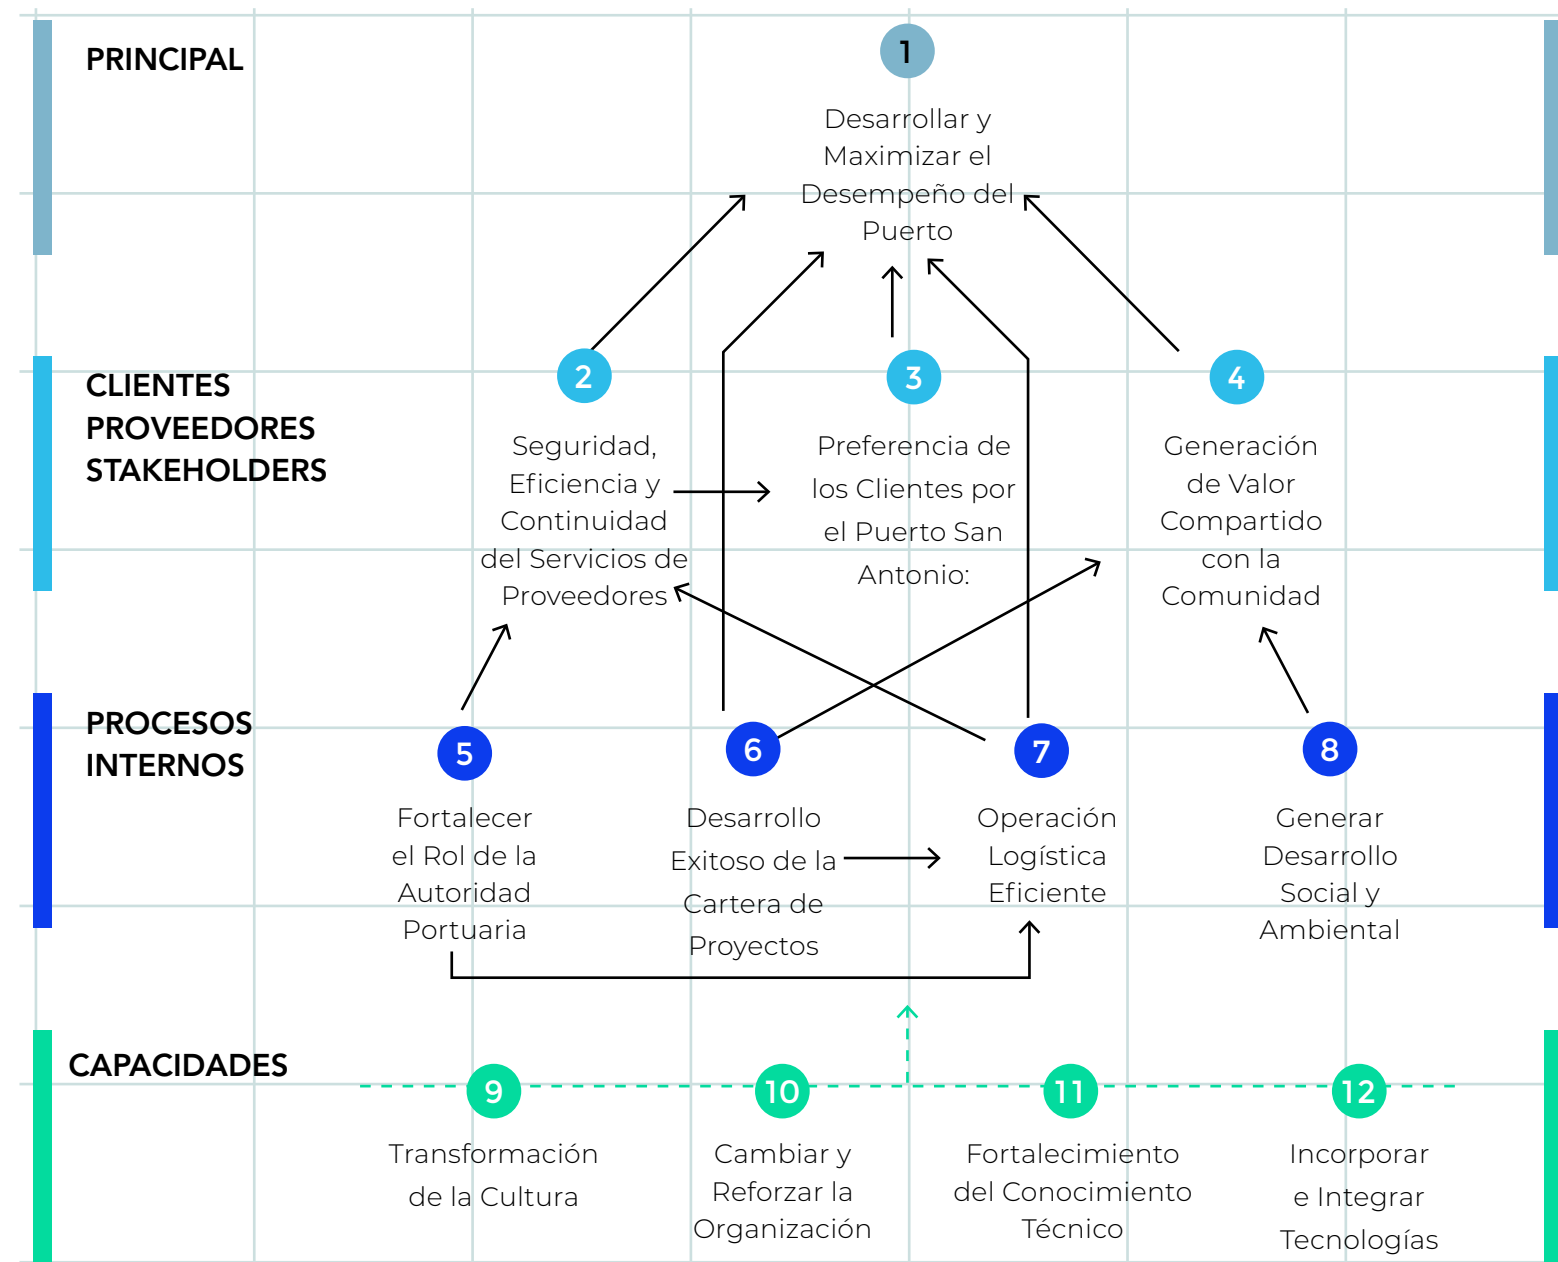 PRINCIPAL
1
Desarrollar y
Maximizar el
Desempeño del
Puerto
CLIENTES
PROVEEDORES
STAKEHOLDERS
2
Seguridad,
Eficiencia y
Continuidad
del Servicios de
Proveedores
3
Preferencia de
los Clientes por
el Puerto San
Antonio:
4
Generación
de Valor
Compartido
con la
Comunidad
PROCESOS
INTERNOS
5
Fortalecer
el Rol de la
Autoridad
Portuaria
6
Desarrollo
Exitoso de la
Cartera de
Proyectos
7
Operación
Logística
Eficiente
8
Generar
Desarrollo
Social y
Ambiental
CAPACIDADES
9
Transformación
de la Cultura
10
Cambiar y
Reforzar la
Organización
11
Fortalecimiento
del Conocimiento
Técnico
12
Incorporar
e Integrar
Tecnologías